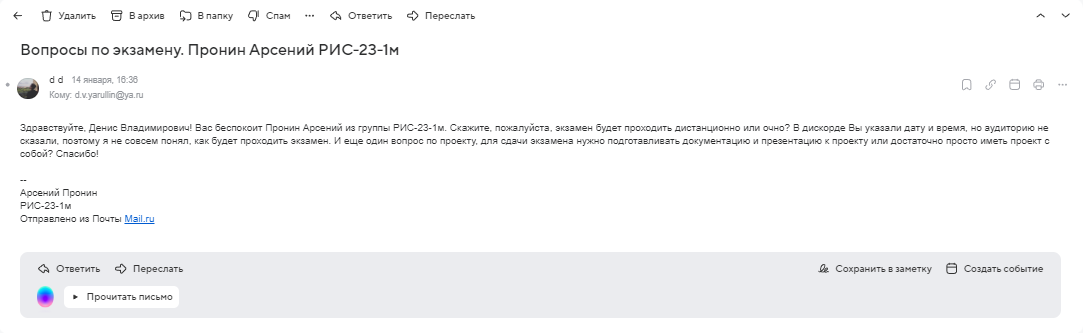 Удалить В архив В папку Спам ··· Ответить Переслать
Вопросы по экзамену. Пронин Арсений РИС-23-1м
d d 14 января, 16:36
Кому: d.v.yarullin@ya.ru
Здравствуйте, Денис Владимирович! Вас беспокоит Пронин Арсений из группы РИС-23-1м. Скажите, пожалуйста, экзамен будет проходить дистанционно или очно? В дискорде Вы указали дату и время, но аудиторию не
сказали, поэтому я не совсем понял, как будет проходить экзамен. И еще один вопрос по проекту, для сдачи экзамена нужно подготавливать документацию и презентацию к проекту или достаточно просто иметь проект с
собой? Спасибо!
--
Арсений Пронин
РИС-23-1м
Отправлено из Почты Mail.ru
Ответить Переслать Сохранить в заметку Создать событие
Прочитать письмо